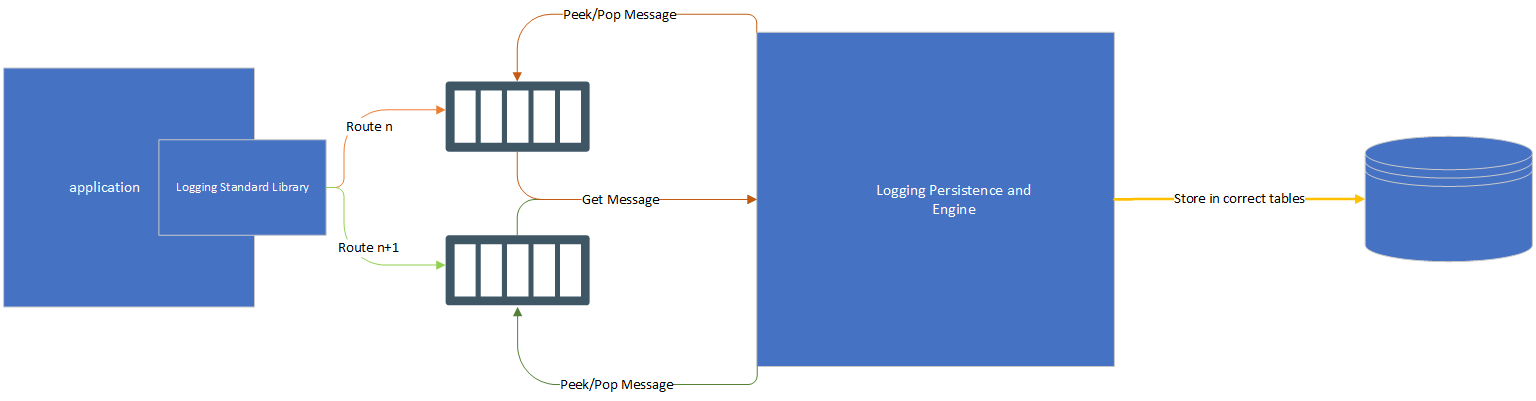 Peek/Pop Message
Route n
application
Logging Standard Library
Logging Persistence and
Engine
Get Message
Store in correct tables
Route n+1
Peek/Pop Message